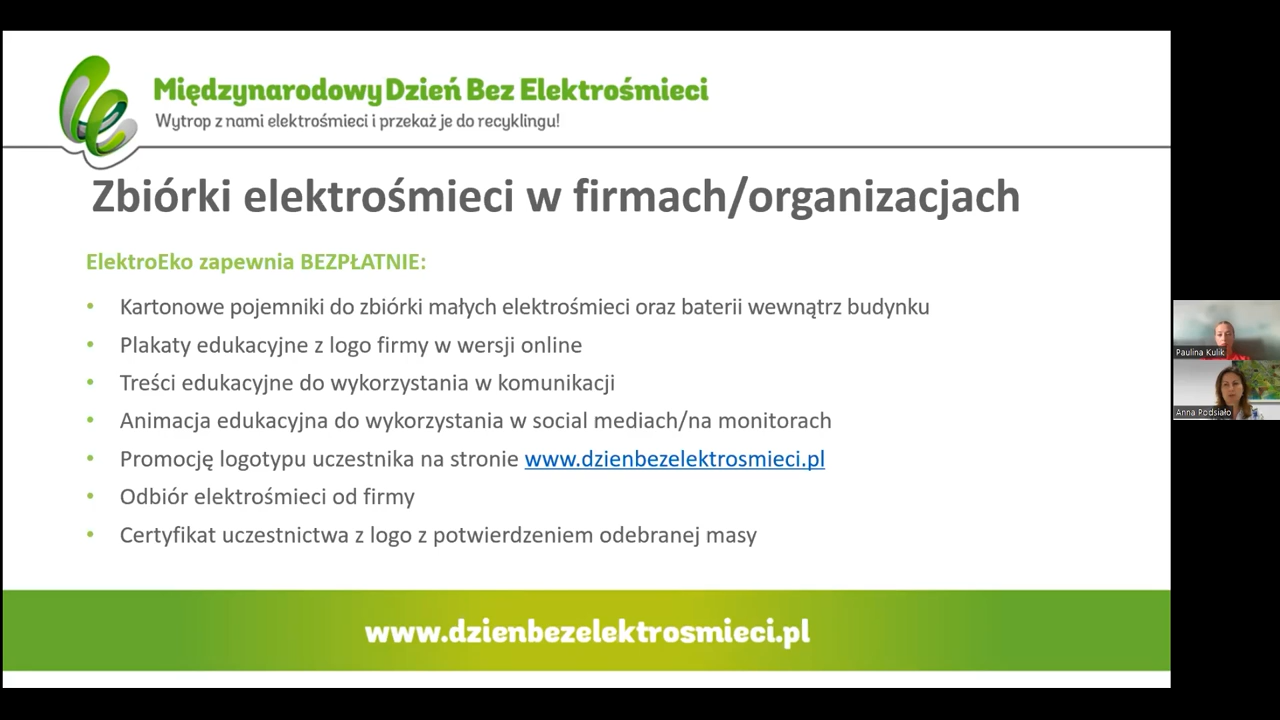 Międzynarodowy Dzień Bez Elektrośmieci
Wytrop z nami elektrośmieci i przekaż je do recyklingu!
Zbiórki elektrośmieci w firmach/organizacjach
ElektroEko zapewnia BEZPŁATNIE:
• Kartonowe pojemniki do zbiórki małych elektrośmieci oraz baterii wewnątrz budynku
• Plakaty edukacyjne z logo firmy w wersji online
• Treści edukacyjne do wykorzystania w komunikacji
• Animacja edukacyjna do wykorzystania w social mediach/na monitorach
• Promocję logotypu uczestnika na stronie www.dzienbezelektrosmieci.pl
• Odbiór elektrośmieci od firmy
• Certyfikat uczestnictwa z logo z potwierdzeniem odebranej masy
www.dzienbezelektrosmieci.pl
Paulina Kulik
Anna Podsiało